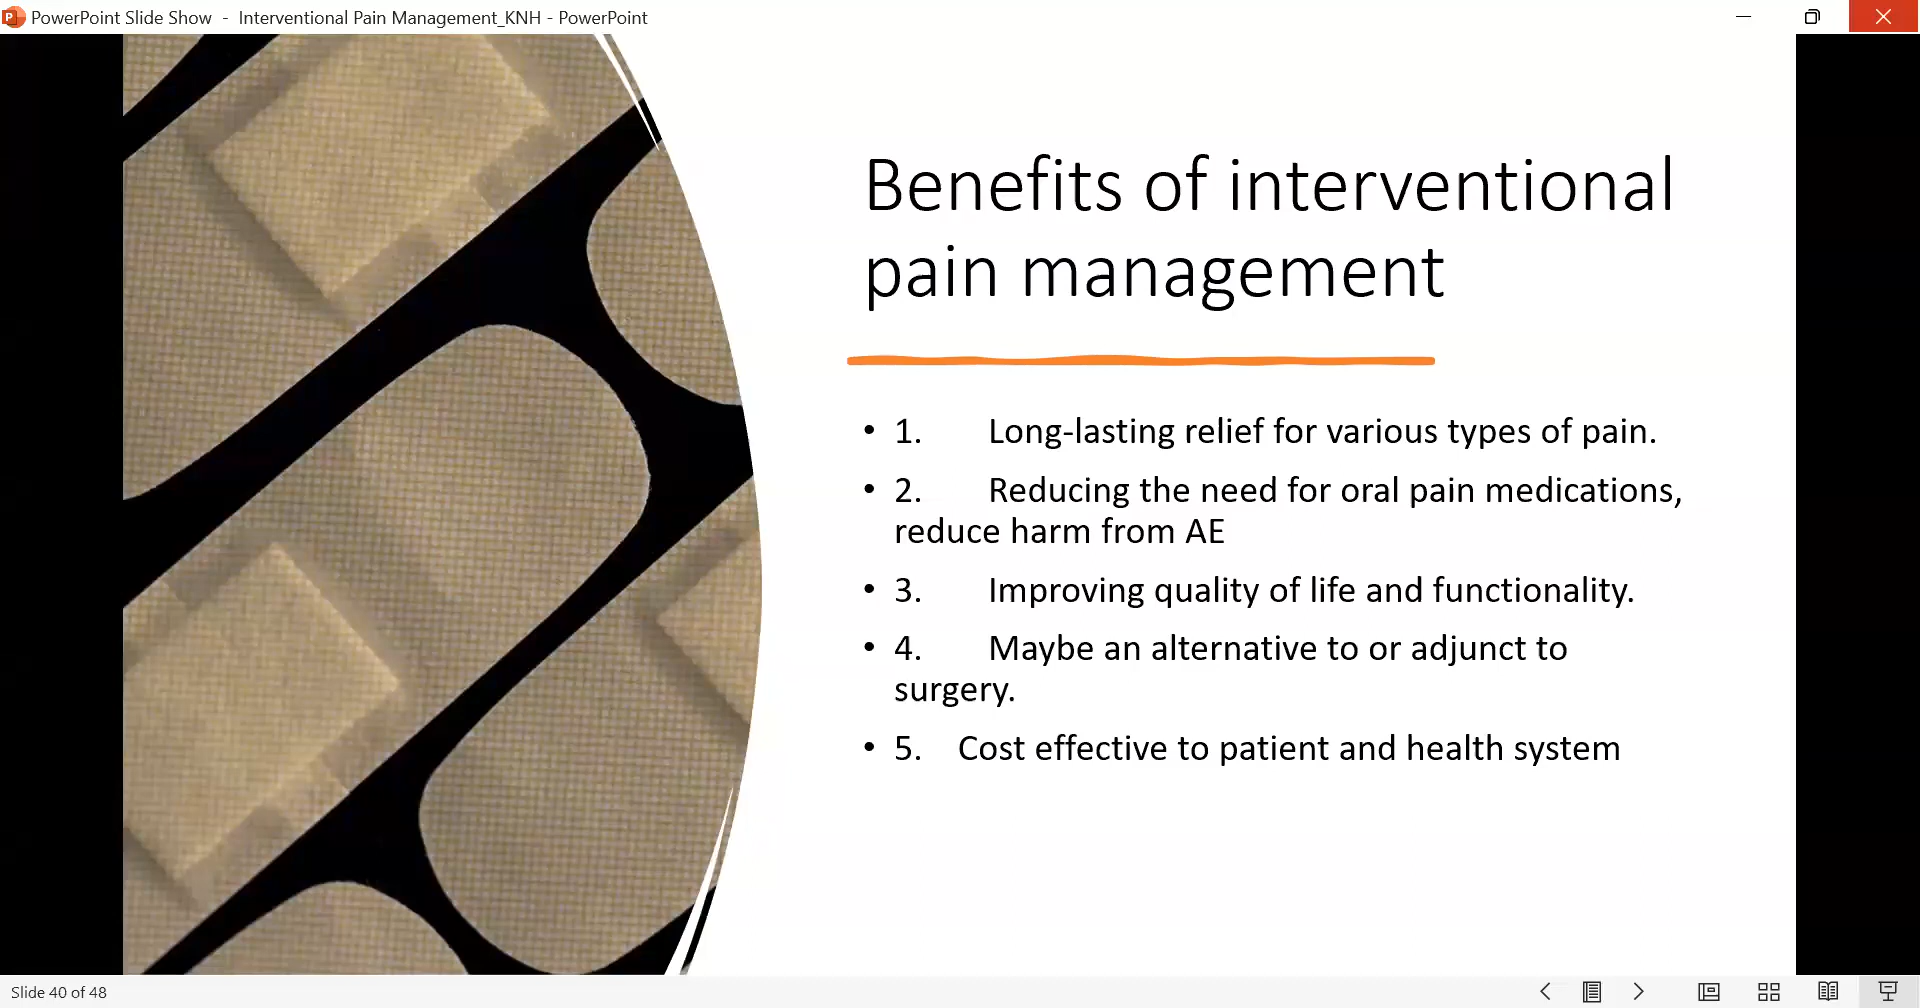 PowerPoint Slide Show - Interventional Pain Management_KNH - PowerPoint
Benefits of interventional
pain management
• 1. Long-lasting relief for various types of pain.
• 2. Reducing the need for oral pain medications,
reduce harm from AE
• 3. Improving quality of life and functionality.
• 4. Maybe an alternative to or adjunct to
surgery.
• 5. Cost effective to patient and health system
Slide 40 of 48